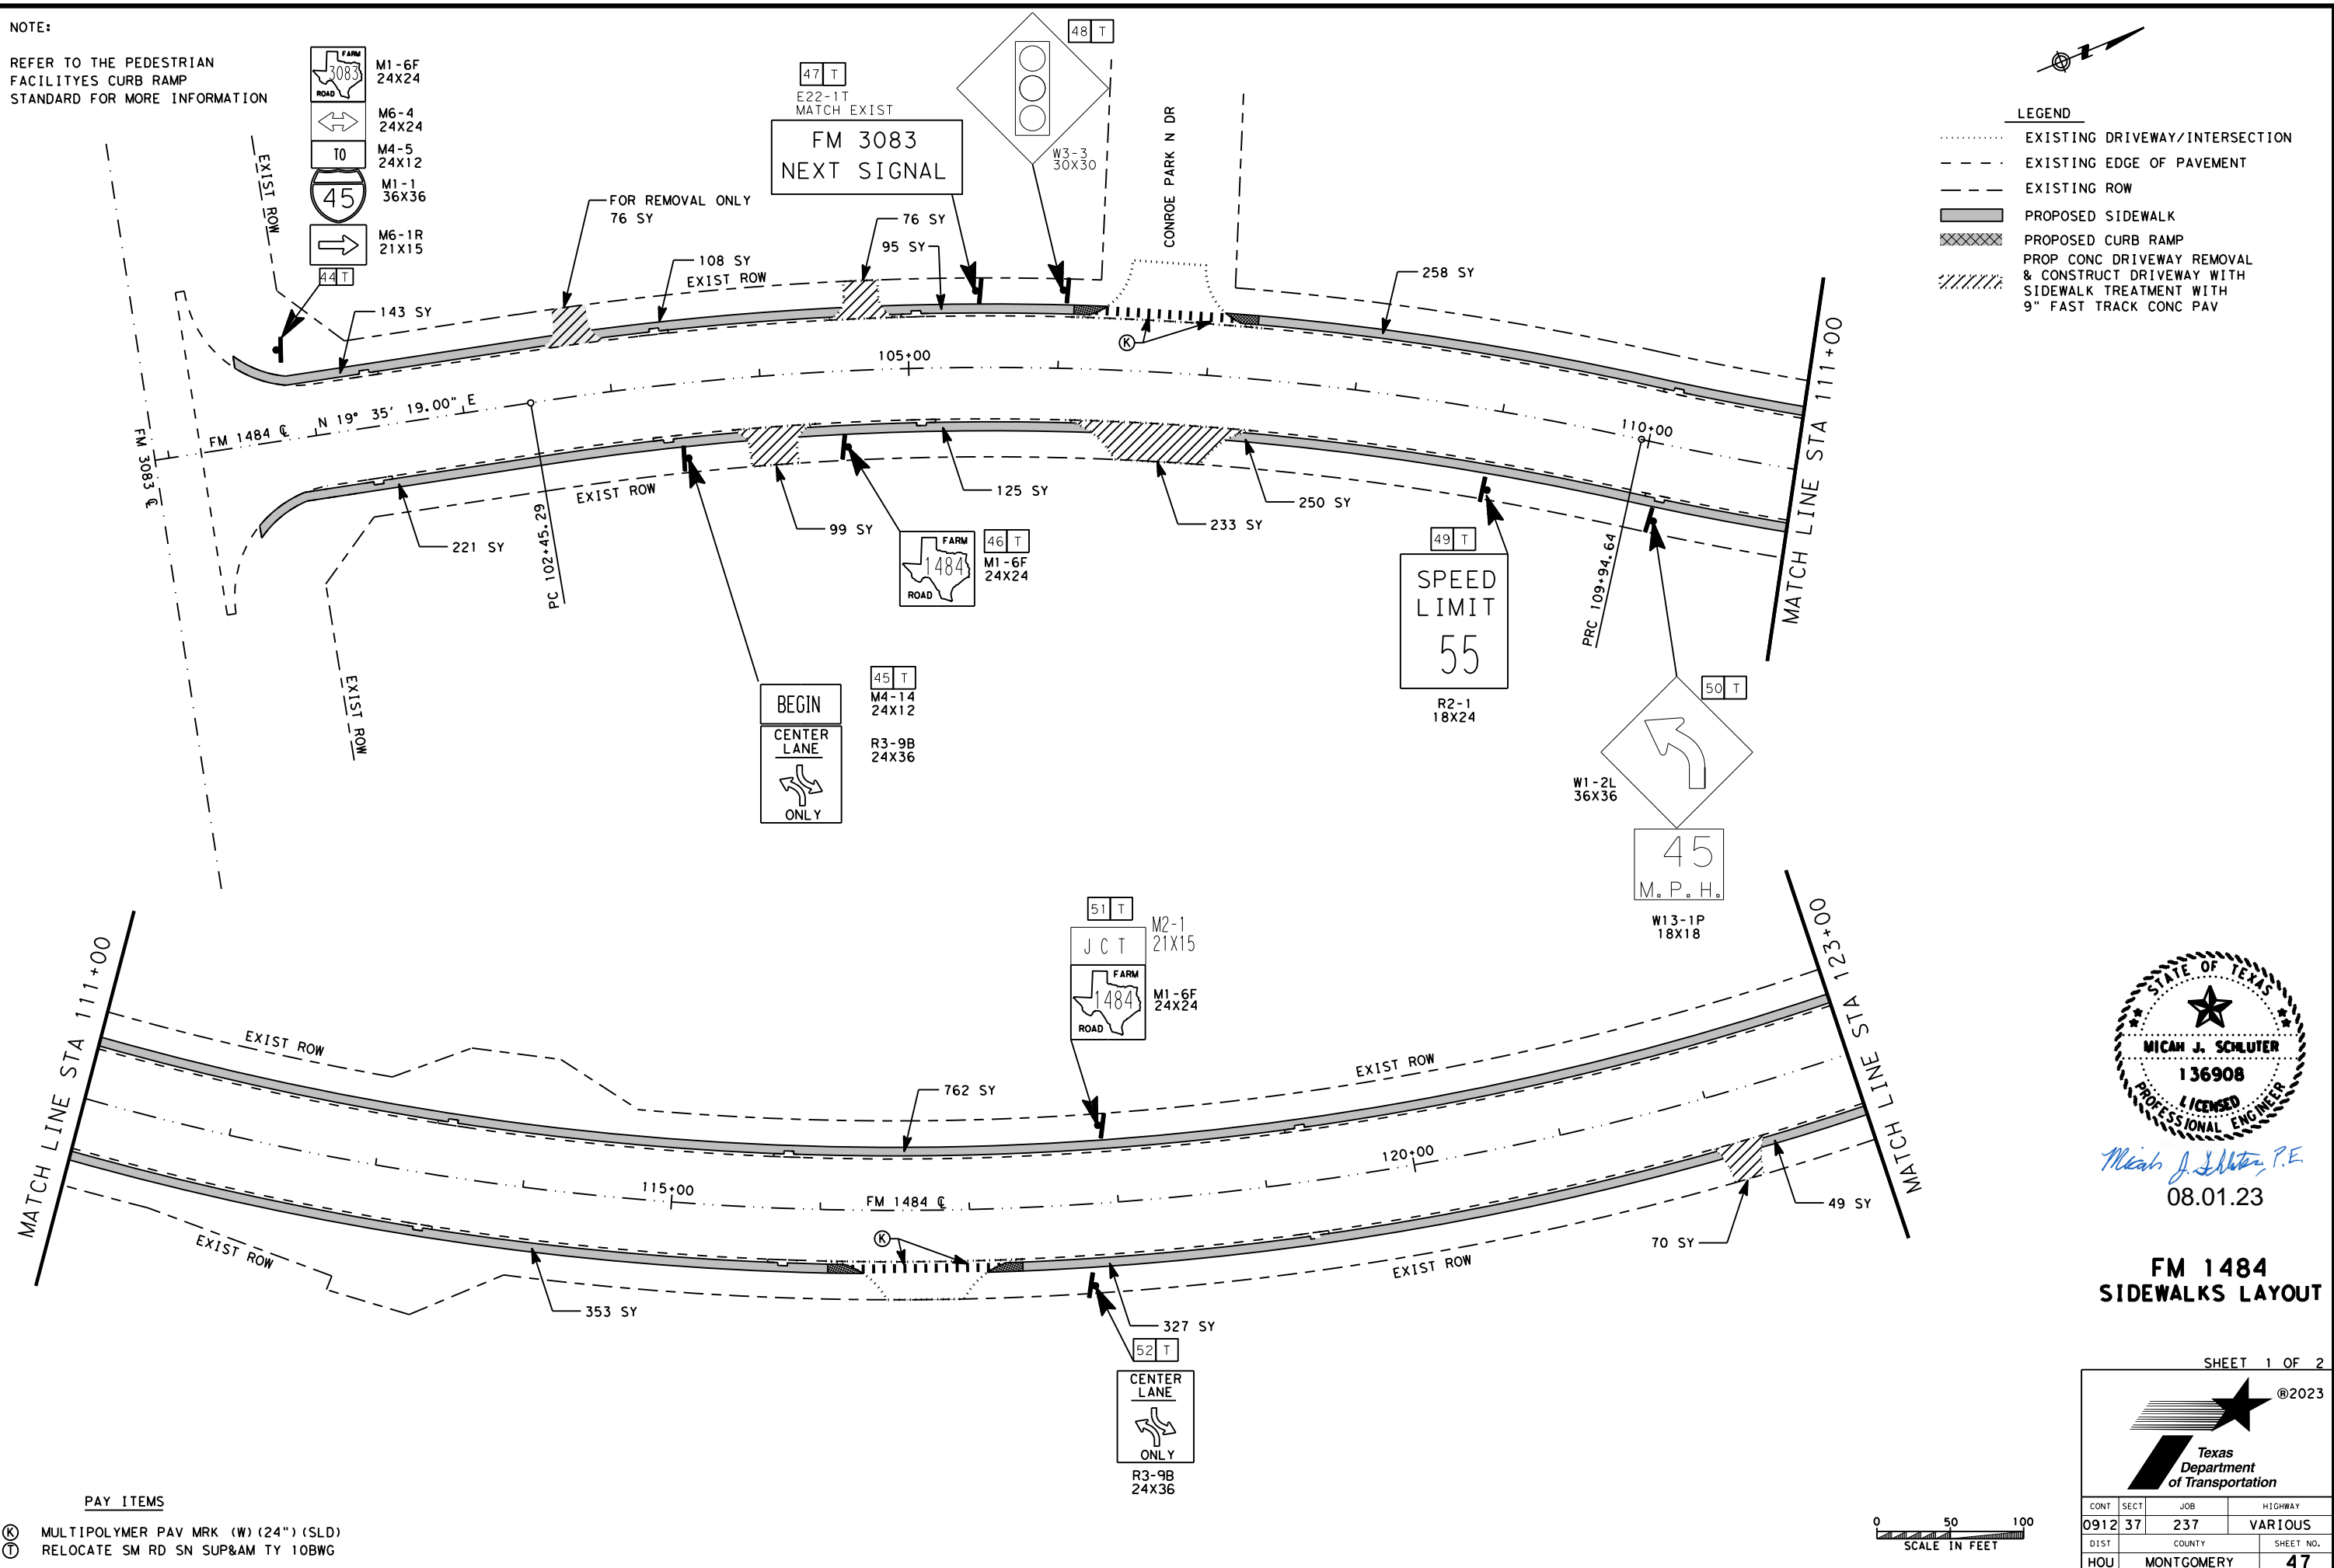 NOTE:
REFER TO THE PEDESTRIAN
FACILITYES CURB RAMP
STANDARD FOR MORE INFORMATION
FARM
3083
ROAD
M1-6F
24X24
M6-4
24X24
TO
M4-5
24X12
45
M1-1
36X36
M6-1R
21X15
44 T
EXIST ROW
143 SY
FOR REMOVAL ONLY
76 SY
108 SY
EXIST ROW
76 SY
95 SY
47 T
E22-1T
MATCH EXIST
FM 3083
NEXT SIGNAL
48 T
W3-3
30X30
CONROE PARK N DR
258 SY
K
105+00
110+00
MATCH LINE STA 111+00
FM 3083 ℄
FM 1484 ℄
N 19° 35' 19.00" E
PC 102+45.29
PRC 109+94.64
221 SY
EXIST ROW
EXIST ROW
99 SY
125 SY
233 SY
250 SY
FARM
1484
ROAD
46 T
M1-6F
24X24
BEGIN
CENTER
LANE
ONLY
45 T
M4-14
24X12
R3-9B
24X36
49 T
SPEED
LIMIT
55
R2-1
18X24
50 T
W1-2L
36X36
45
M.P.H.
W13-1P
18X18
LEGEND
EXISTING DRIVEWAY/INTERSECTION
EXISTING EDGE OF PAVEMENT
EXISTING ROW
PROPOSED SIDEWALK
PROPOSED CURB RAMP
PROP CONC DRIVEWAY REMOVAL
& CONSTRUCT DRIVEWAY WITH
SIDEWALK TREATMENT WITH
9" FAST TRACK CONC PAV
MATCH LINE STA 111+00
EXIST ROW
51 T
JCT
M2-1
21X15
FARM
1484
ROAD
M1-6F
24X24
762 SY
EXIST ROW
115+00
FM 1484 ℄
120+00
K
EXIST ROW
353 SY
327 SY
EXIST ROW
70 SY
49 SY
MATCH LINE STA 123+00
52 T
CENTER
LANE
ONLY
R3-9B
24X36
STATE OF TEXAS
MICAH J. SCHLUTER
136908
LICENSED
PROFESSIONAL ENGINEER
Micah J. Schluter, P.E.
08.01.23
FM 1484
SIDEWALKS LAYOUT
SHEET 1 OF 2
®2023
Texas
Department
of Transportation
CONT SECT JOB HIGHWAY
0912 37 237 VARIOUS
DIST COUNTY SHEET NO.
HOU MONTGOMERY 47
0 50 100
SCALE IN FEET
PAY ITEMS
K MULTIPOLYMER PAV MRK (W)(24")(SLD)
T RELOCATE SM RD SN SUP&AM TY 10BWG